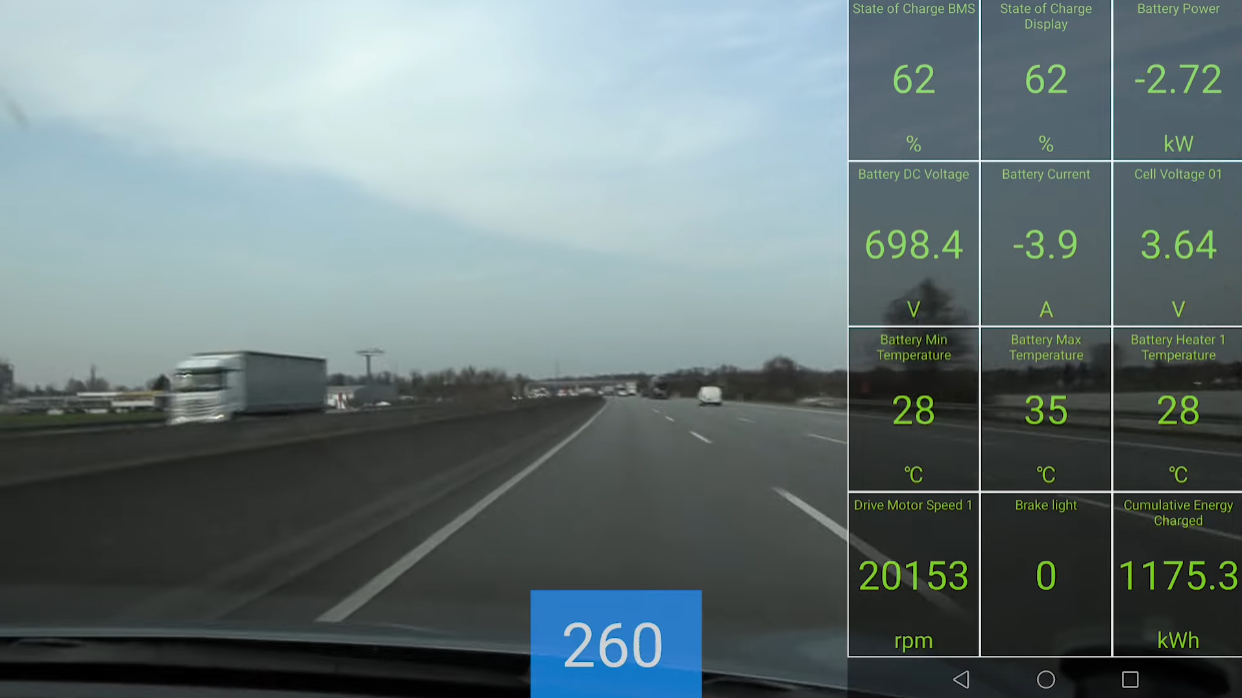 State of Charge BMS
62
%
State of Charge
Display
62
%
Battery Power
-2.72
kW
Battery DC Voltage
698.4
V
Battery Current
-3.9
A
Cell Voltage 01
3.64
V
Battery Min
Temperature
28
℃
Battery Max
Temperature
35
℃
Battery Heater 1
Temperature
28
℃
Drive Motor Speed 1
20153
rpm
Brake light
0
Cumulative Energy
Charged
1175.3
kWh
260